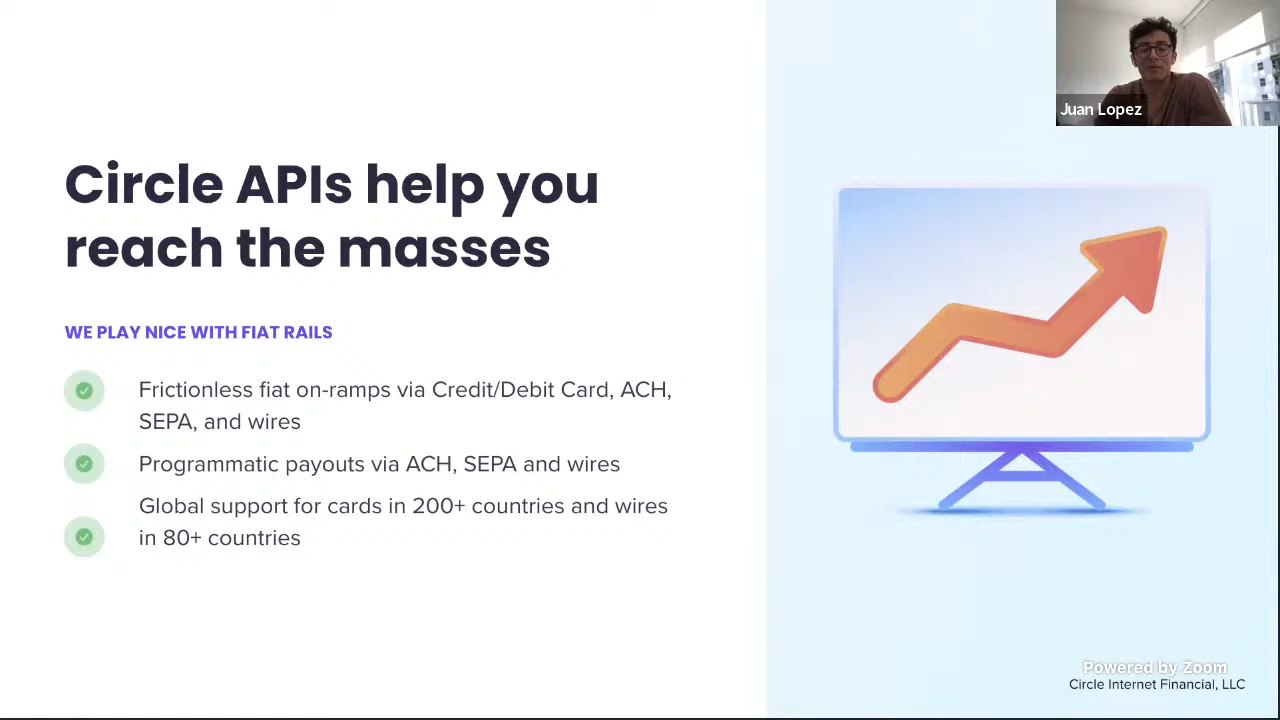 Juan Lopez
Circle APIs help you
reach the masses
WE PLAY NICE WITH FIAT RAILS
Frictionless fiat on-ramps via Credit/Debit Card, ACH,
SEPA, and wires
Programmatic payouts via ACH, SEPA and wires
Global support for cards in 200+ countries and wires
in 80+ countries
Powered by Zoom
Circle Internet Financial, LLC